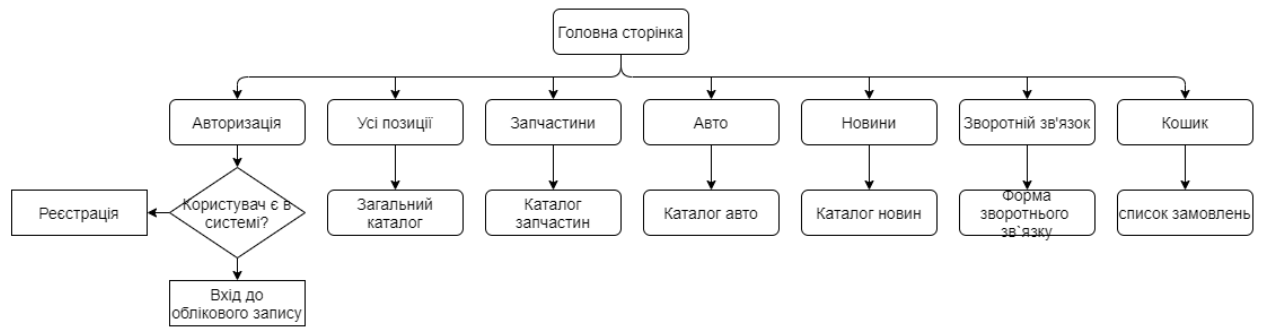 Головна сторінка
Авторизація
Усі позиції
Запчастини
Авто
Новини
Зворотній зв'язок
Кошик
Реєстрація
Користувач є в
системі?
Загальний
каталог
Каталог
запчастин
Каталог авто
Каталог новин
Форма
зворотнього
зв`язку
список замовлень
Вхід до
облікового запису